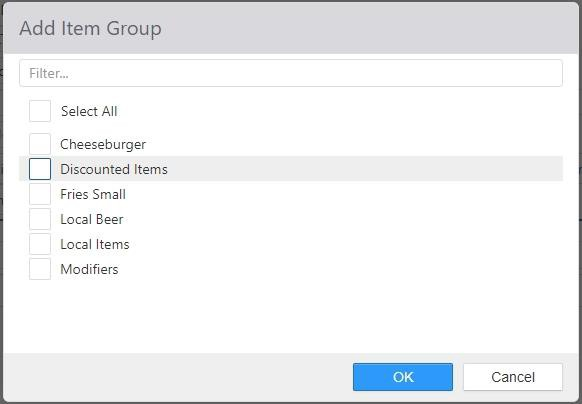 Add Item Group
Filter...
Select All
Cheeseburger
Discounted Items
Fries Small
Local Beer
Local Items
Modifiers
OK Cancel